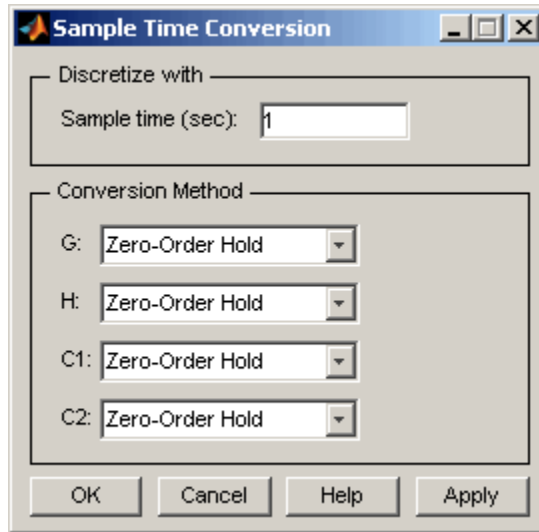 Sample Time Conversion
Discretize with
Sample time (sec): 1
Conversion Method
G: Zero-Order Hold
H: Zero-Order Hold
C1: Zero-Order Hold
C2: Zero-Order Hold
OK Cancel Help Apply